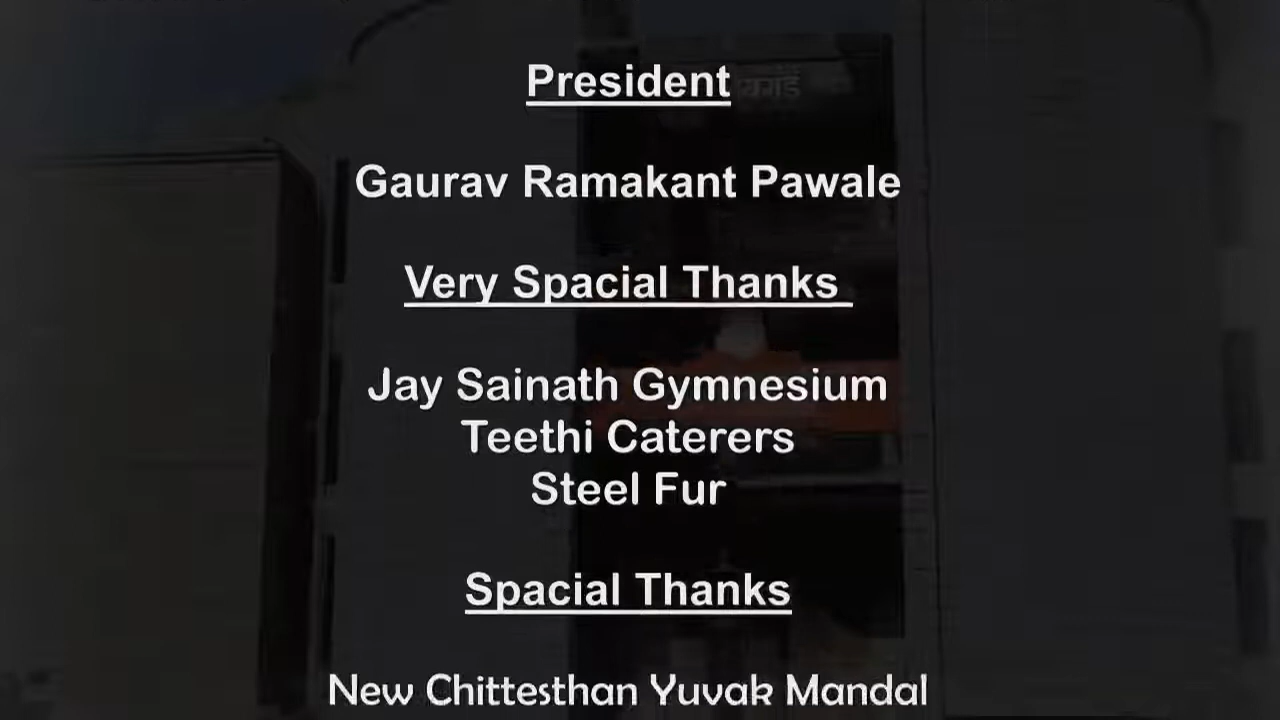 President
Gaurav Ramakant Pawale
Very Spacial Thanks
Jay Sainath Gymnesium
Teethi Caterers
Steel Fur
Spacial Thanks
New Chittesthan Yuvak Mandal